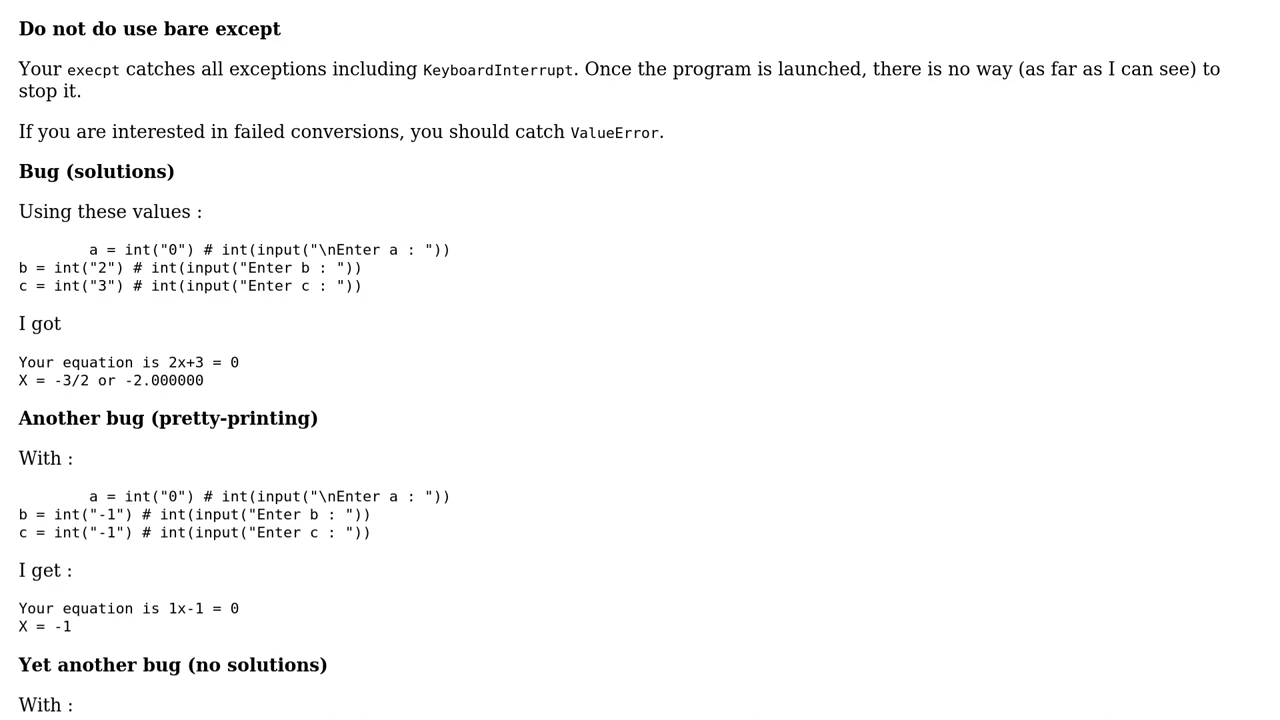 Do not do use bare except
Your execpt catches all exceptions including KeyboardInterrupt. Once the program is launched, there is no way (as far as I can see) to
stop it.
If you are interested in failed conversions, you should catch ValueError.
Bug (solutions)
Using these values :
        a = int("0") # int(input("\nEnter a : "))
b = int("2") # int(input("Enter b : "))
c = int("3") # int(input("Enter c : "))
I got
Your equation is 2x+3 = 0
X = -3/2 or -2.000000
Another bug (pretty-printing)
With :
        a = int("0") # int(input("\nEnter a : "))
b = int("-1") # int(input("Enter b : "))
c = int("-1") # int(input("Enter c : "))
I get :
Your equation is 1x-1 = 0
X = -1
Yet another bug (no solutions)
With :